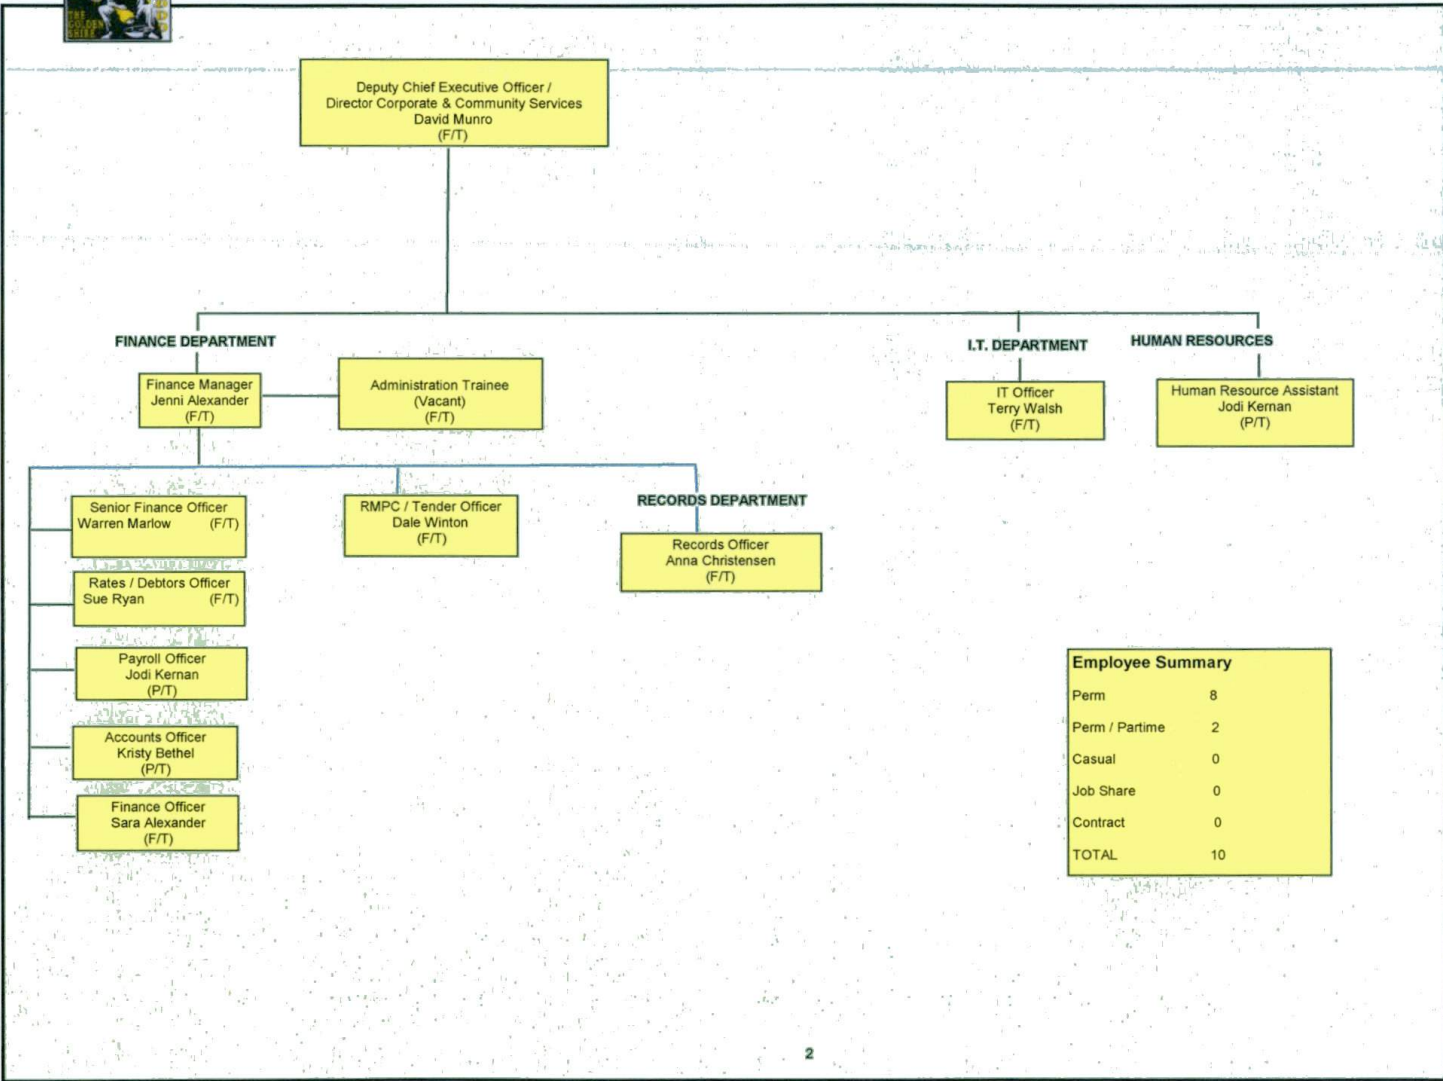 THE
GOLDEN
SHIRE
Deputy Chief Executive Officer /
Director Corporate & Community Services
David Munro
(F/T)
FINANCE DEPARTMENT
I.T. DEPARTMENT
HUMAN RESOURCES
Finance Manager
Jenni Alexander
(F/T)
Administration Trainee
(Vacant)
(F/T)
IT Officer
Terry Walsh
(F/T)
Human Resource Assistant
Jodi Kernan
(P/T)
Senior Finance Officer
Warren Marlow (F/T)
RMPC / Tender Officer
Dale Winton
(F/T)
RECORDS DEPARTMENT
Records Officer
Anna Christensen
(F/T)
Rates / Debtors Officer
Sue Ryan (F/T)
Payroll Officer
Jodi Kernan
(P/T)
Accounts Officer
Kristy Bethel
(P/T)
Finance Officer
Sara Alexander
(F/T)
Employee Summary
Perm 8
Perm / Partime 2
Casual 0
Job Share 0
Contract 0
TOTAL 10
2